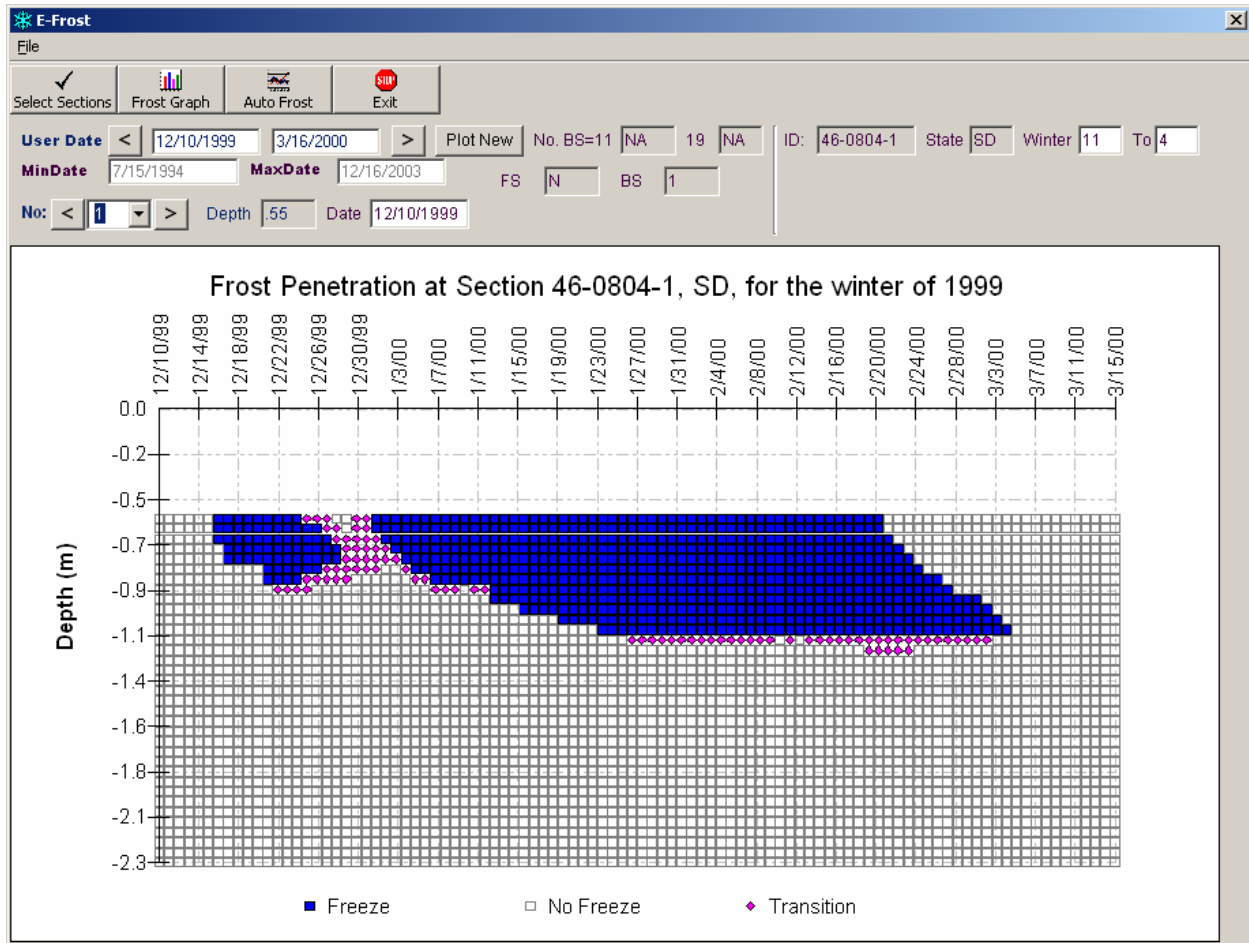 E-Frost
File
Select Sections Frost Graph Auto Frost STOP Exit
User Date < 12/10/1999 3/16/2000 > Plot New No. BS=11 NA 19 NA ID: 46-0804-1 State SD Winter 11 To 4
MinDate 7/15/1994 MaxDate 12/16/2003 FS N BS 1
No: < 1 > Depth .55 Date 12/10/1999
Frost Penetration at Section 46-0804-1, SD, for the winter of 1999
12/10/99 12/14/99 12/18/99 12/22/99 12/26/99 12/30/99 1/3/00 1/7/00 1/11/00 1/15/00 1/19/00 1/23/00 1/27/00 1/31/00 2/4/00 2/8/00 2/12/00 2/16/00 2/20/00 2/24/00 2/28/00 3/3/00 3/7/00 3/11/00 3/15/00
Depth (m)
0.0
-0.2
-0.5
-0.7
-0.9
-1.1
-1.4
-1.6
-1.8
-2.1
-2.3
Freeze No Freeze Transition